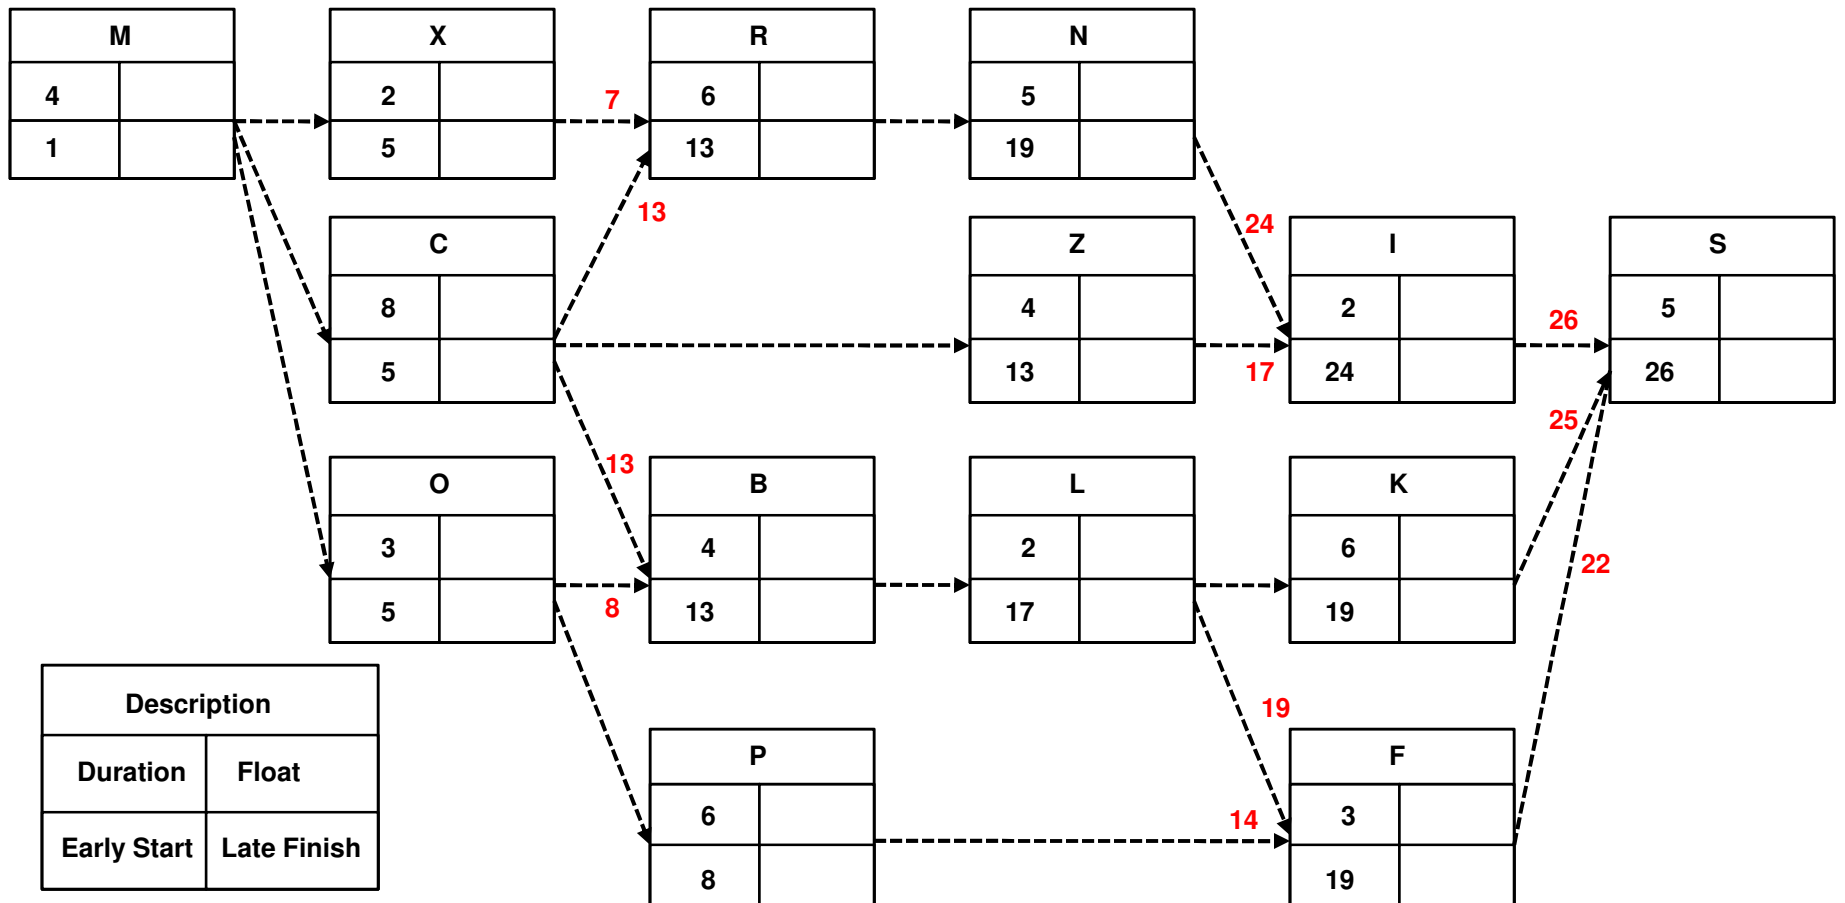 M X R N
4 2 7 6 5
1 5 13 19
13
C Z 24 I S
8 4 2 26 5
5 13 17 24 26
25
13
O B L K
3 4 2 6 22
5 8 13 17 19
Description
19
P F
Duration Float
6 14 3
Early Start Late Finish
8 19